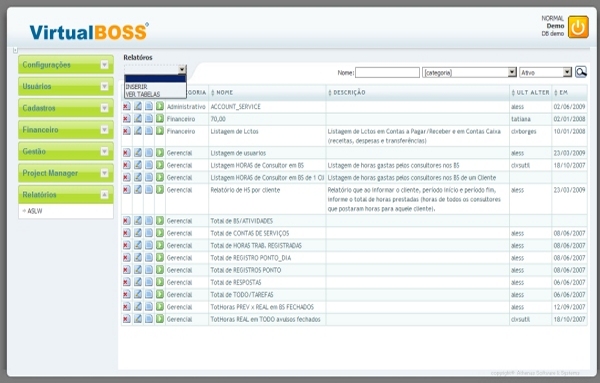 VirtualBOSS
NORMAL
Demo
DB demo
Configurações
Usuários
Cadastros
Financeiro
Gestão
Project Manager
Relatórios
ASLW
Relatóros
INSERIR
VER TABELAS
Nome: [categoria] Ativo
GORIA NOME DESCRIÇÃO ULT ALTER EM
Administrativo ACCOUNT_SERVICE aless 02/06/2009
Financeiro 70,00 tatiana 02/01/2008
Financeiro Listagem de Lctos Listagem de Lctos em Contas a Pagar/Receber e em Contas Caixa clvborges 10/01/2008
(receitas, despesas e transferências)
Gerencial Listagem de usuarios aless 23/03/2009
Gerencial Listagem HORAS de Consultor em BS Listagem de horas gastas pelos consultores nos BS clvsutil 18/10/2007
Gerencial Listagem HORAS de Consultor em BS de 1 Cli Listagem de horas gastas pelos consultores nos BS de um Cliente
Gerencial Relatório de HS por cliente Relatório que ao informar o cliente, período início e período fim, aless 23/03/2009
informe o total de horas prestadas (horas de todos os consultores
que postaram horas para aquele cliente).
Gerencial Total de BS/ATIVIDADES
Gerencial Total de CONTAS DE SERVIÇOS aless 08/06/2007
Gerencial Total de HORAS TRAB. REGISTRADAS aless 08/06/2007
Gerencial Total de REGISTRO PONTO_DIA aless 08/06/2007
Gerencial Total de REGISTROS PONTO aless 08/06/2007
Gerencial Total de RESPOSTAS aless 06/06/2007
Gerencial Total de TODO/TAREFAS aless 06/06/2007
Gerencial TotHoras PREV x REAL em BS FECHADOS aless 12/09/2007
Gerencial TotHoras REAL em TODO avulsos fechados clvsutil 18/10/2007